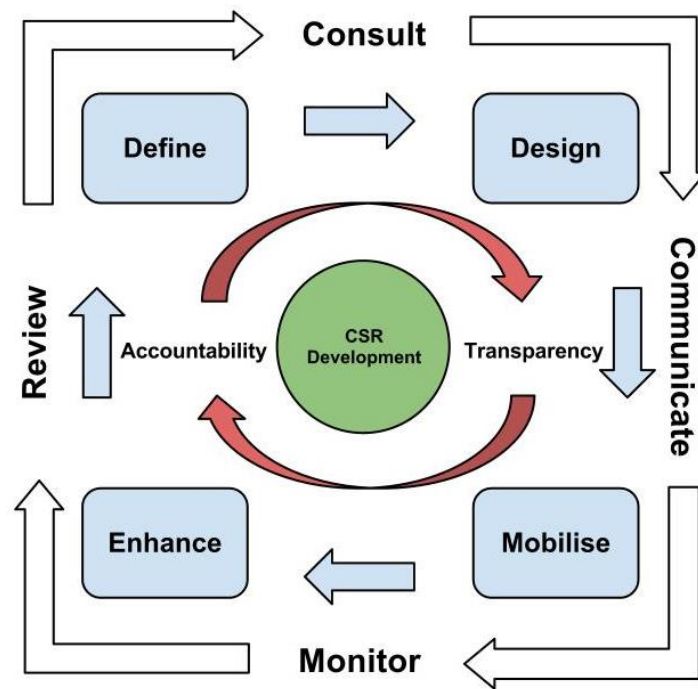 Consult
Define
Design
Review
Accountability
CSR
Development
Transparency
Communicate
Enhance
Mobilise
Monitor